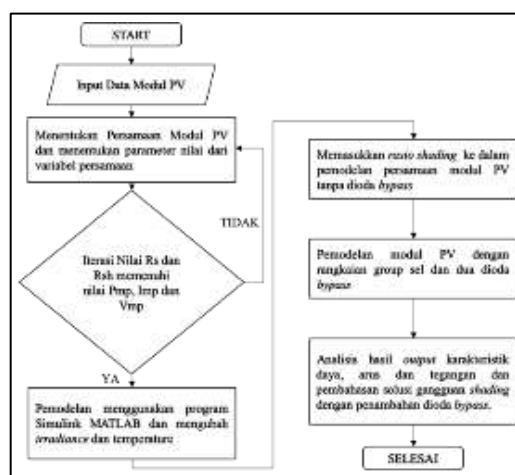 START
Input Data Modul PV
Menentukan Persamaan Modul PV
dan menentukan parameter nilai dari
variabel persamaan
TIDAK
Iterasi Nilai Rs dan
Rsh memenuhi
nilai Pmp, Imp dan
Vmp
YA
Pemodelan menggunakan program
Simulink MATLAB dan mengubah
irradiance dan temperature
Memasukkan rasio shading ke dalam
pemodelan persamaan modul PV
tanpa dioda bypass
Pemodelan modul PV dengan
rangkaian group sel dan dua dioda
bypass
Analisis hasil output karakteristik
daya, arus dan tegangan dan
pembahasan solusi gangguan shading
dengan penambahan dioda bypass.
SELESAI